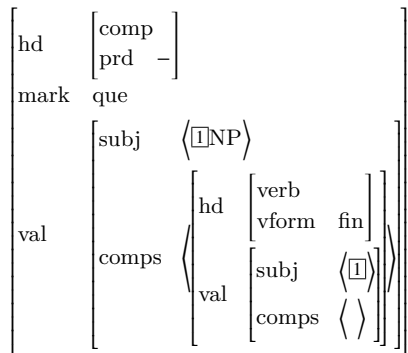 hd comp
prd –
mark que
subj ⟨1NP⟩
hd verb
vform fin
val comps
subj ⟨1⟩
val
comps ⟨ ⟩